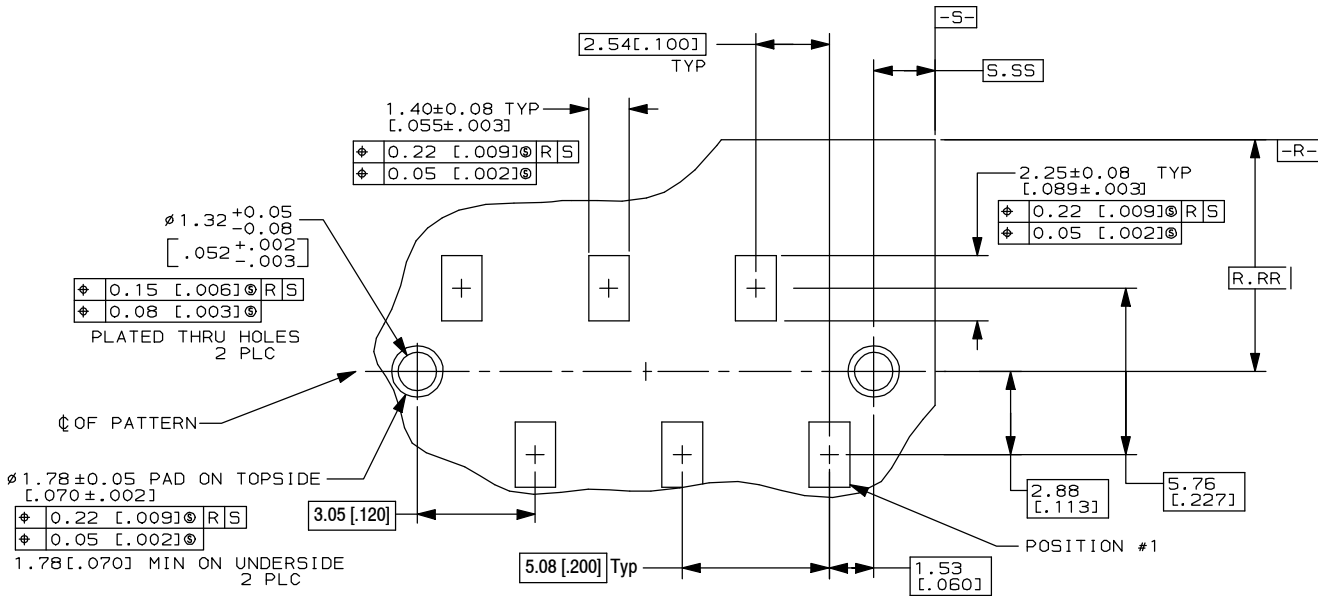 -S-
2.54[.100]
TYP
S.SS
1.40±0.08 TYP
[.055±.003]
⌖ 0.22 [.009]Ⓢ R S
⌖ 0.05 [.002]Ⓢ
-R-
2.25±0.08 TYP
[.089±.003]
⌖ 0.22 [.009]Ⓢ R S
⌖ 0.05 [.002]Ⓢ
⌀1.32 +0.05 -0.08
[.052 +.002 -.003]
⌖ 0.15 [.006]Ⓢ R S
⌖ 0.08 [.003]Ⓢ
PLATED THRU HOLES
2 PLC
R.RR
℄ OF PATTERN
⌀1.78±0.05 PAD ON TOPSIDE
[.070±.002]
⌖ 0.22 [.009]Ⓢ R S
⌖ 0.05 [.002]Ⓢ
1.78[.070] MIN ON UNDERSIDE
2 PLC
3.05 [.120]
2.88
[.113]
5.76
[.227]
POSITION #1
5.08 [.200] Typ
1.53
[.060]